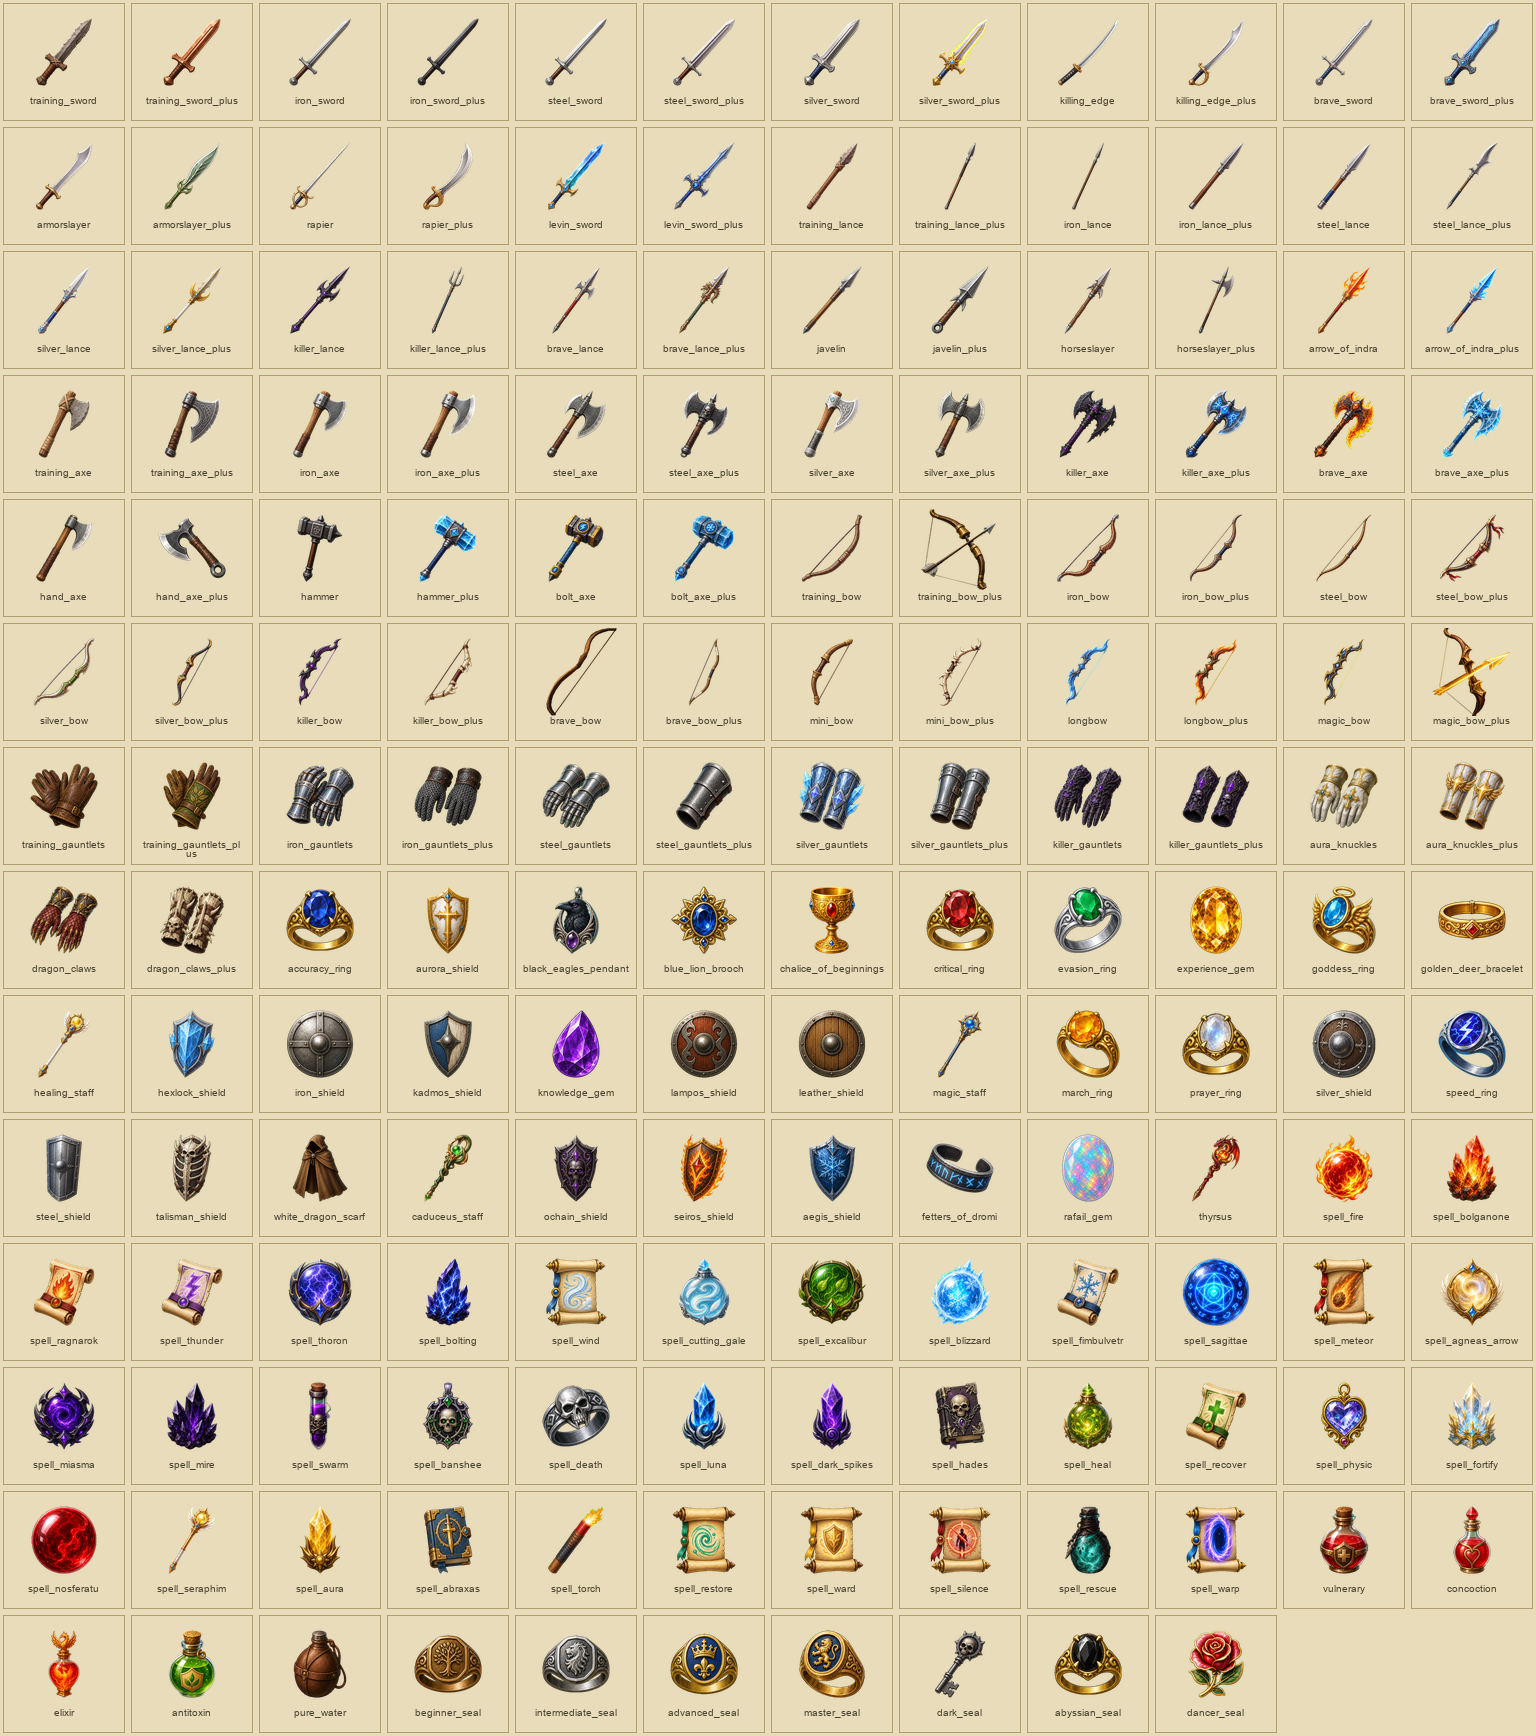 training_sword
training_sword_plus
iron_sword
iron_sword_plus
steel_sword
steel_sword_plus
silver_sword
silver_sword_plus
killing_edge
killing_edge_plus
brave_sword
brave_sword_plus
armorslayer
armorslayer_plus
rapier
rapier_plus
levin_sword
levin_sword_plus
training_lance
training_lance_plus
iron_lance
iron_lance_plus
steel_lance
steel_lance_plus
silver_lance
silver_lance_plus
killer_lance
killer_lance_plus
brave_lance
brave_lance_plus
javelin
javelin_plus
horseslayer
horseslayer_plus
arrow_of_indra
arrow_of_indra_plus
training_axe
training_axe_plus
iron_axe
iron_axe_plus
steel_axe
steel_axe_plus
silver_axe
silver_axe_plus
killer_axe
killer_axe_plus
brave_axe
brave_axe_plus
hand_axe
hand_axe_plus
hammer
hammer_plus
bolt_axe
bolt_axe_plus
training_bow
training_bow_plus
iron_bow
iron_bow_plus
steel_bow
steel_bow_plus
silver_bow
silver_bow_plus
killer_bow
killer_bow_plus
brave_bow
brave_bow_plus
mini_bow
mini_bow_plus
longbow
longbow_plus
magic_bow
magic_bow_plus
training_gauntlets
training_gauntlets_pl
us
iron_gauntlets
iron_gauntlets_plus
steel_gauntlets
steel_gauntlets_plus
silver_gauntlets
silver_gauntlets_plus
killer_gauntlets
killer_gauntlets_plus
aura_knuckles
aura_knuckles_plus
dragon_claws
dragon_claws_plus
accuracy_ring
aurora_shield
black_eagles_pendant
blue_lion_brooch
chalice_of_beginnings
critical_ring
evasion_ring
experience_gem
goddess_ring
golden_deer_bracelet
healing_staff
hexlock_shield
iron_shield
kadmos_shield
knowledge_gem
lampos_shield
leather_shield
magic_staff
march_ring
prayer_ring
silver_shield
speed_ring
steel_shield
talisman_shield
white_dragon_scarf
caduceus_staff
ochain_shield
seiros_shield
aegis_shield
fetters_of_dromi
rafail_gem
thyrsus
spell_fire
spell_bolganone
spell_ragnarok
spell_thunder
spell_thoron
spell_bolting
spell_wind
spell_cutting_gale
spell_excalibur
spell_blizzard
spell_fimbulvetr
spell_sagittae
spell_meteor
spell_agneas_arrow
spell_miasma
spell_mire
spell_swarm
spell_banshee
spell_death
spell_luna
spell_dark_spikes
spell_hades
spell_heal
spell_recover
spell_physic
spell_fortify
spell_nosferatu
spell_seraphim
spell_aura
spell_abraxas
spell_torch
spell_restore
spell_ward
spell_silence
spell_rescue
spell_warp
vulnerary
concoction
elixir
antitoxin
pure_water
beginner_seal
intermediate_seal
advanced_seal
master_seal
dark_seal
abyssian_seal
dancer_seal